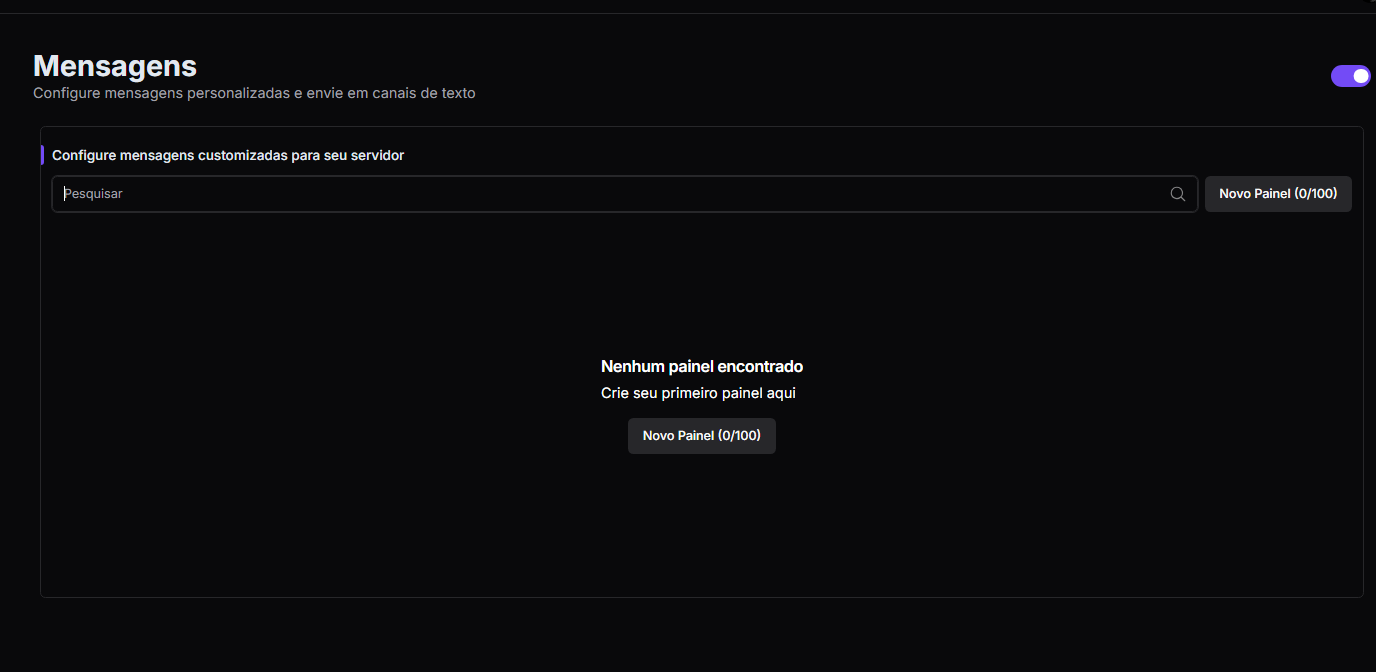 Mensagens
Configure mensagens personalizadas e envie em canais de texto
Configure mensagens customizadas para seu servidor
Pesquisar
Novo Painel (0/100)
Nenhum painel encontrado
Crie seu primeiro painel aqui
Novo Painel (0/100)